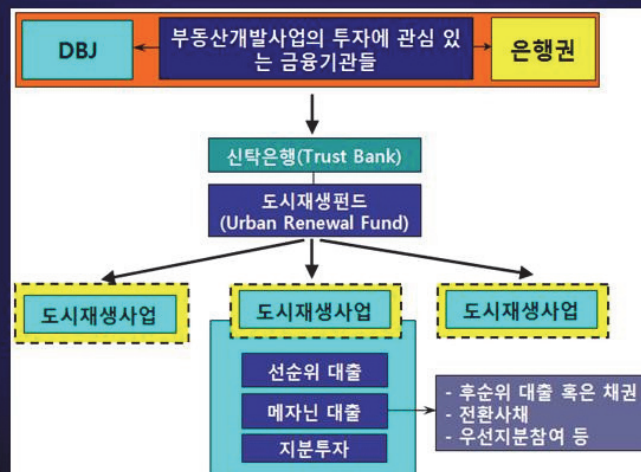 DBJ
부동산개발사업의 투자에 관심 있
는 금융기관들
은행권
신탁은행(Trust Bank)
도시재생펀드
(Urban Renewal Fund)
도시재생사업
도시재생사업
도시재생사업
선순위 대출
메자닌 대출
지분투자
- 후순위 대출 혹은 채권
- 전환사채
- 우선지분참여 등